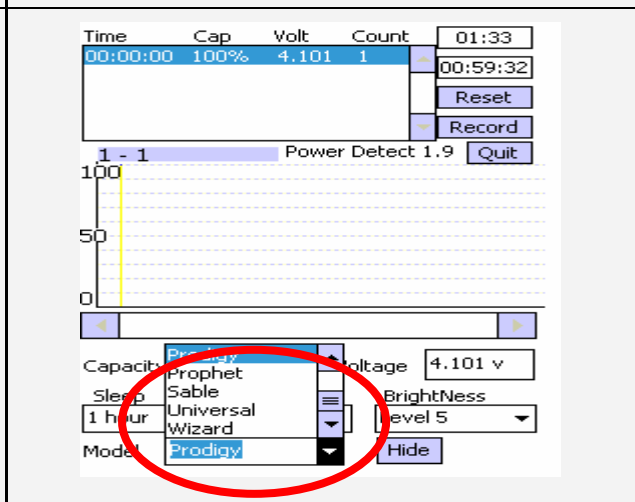 Time Cap Volt Count 01:33
00:00:00 100% 4.101 1
00:59:32
Reset
Record
1 - 1 Power Detect 1.9 Quit
100
50
0
Prodigy
Capacity Voltage 4.101 v
Prophet
Sleep Sable BrightNess
1 hour Universal Level 5
Wizard
Model Prodigy Hide